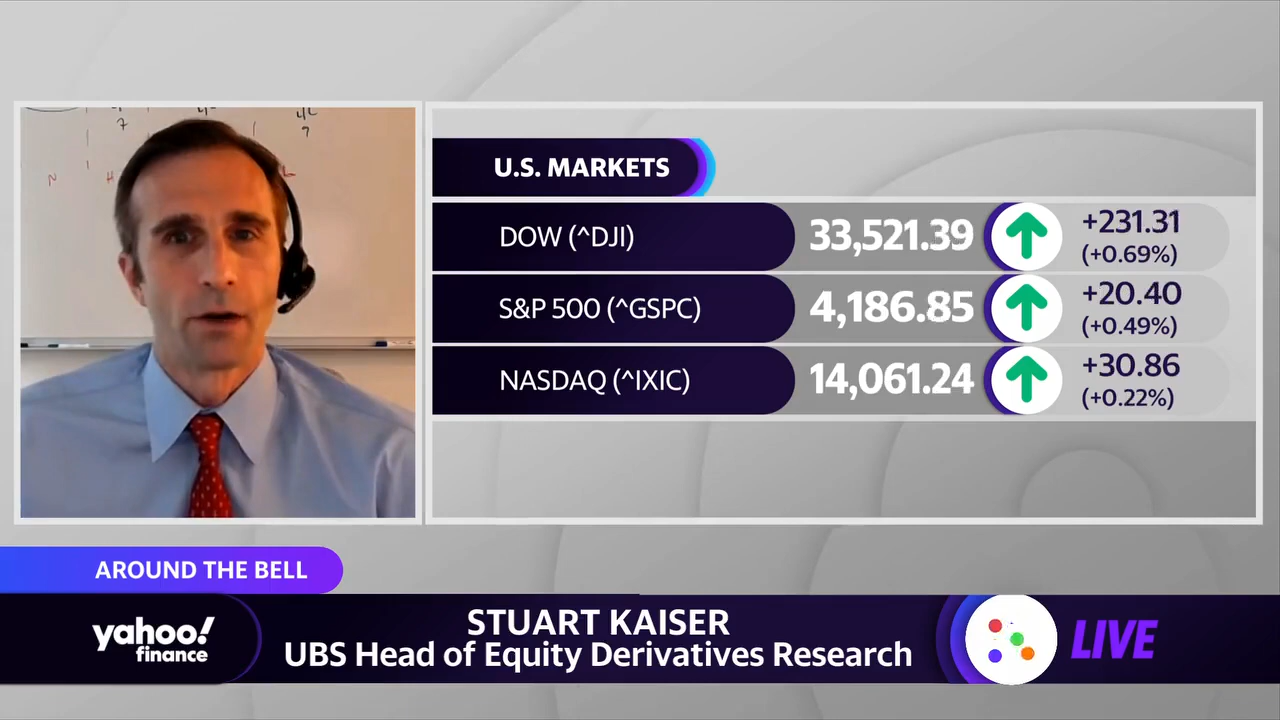 U.S. MARKETS
DOW (^DJI) 33,521.39 +231.31
(+0.69%)
S&P 500 (^GSPC) 4,186.85 +20.40
(+0.49%)
NASDAQ (^IXIC) 14,061.24 +30.86
(+0.22%)
AROUND THE BELL
yahoo!
finance
STUART KAISER
UBS Head of Equity Derivatives Research
LIVE